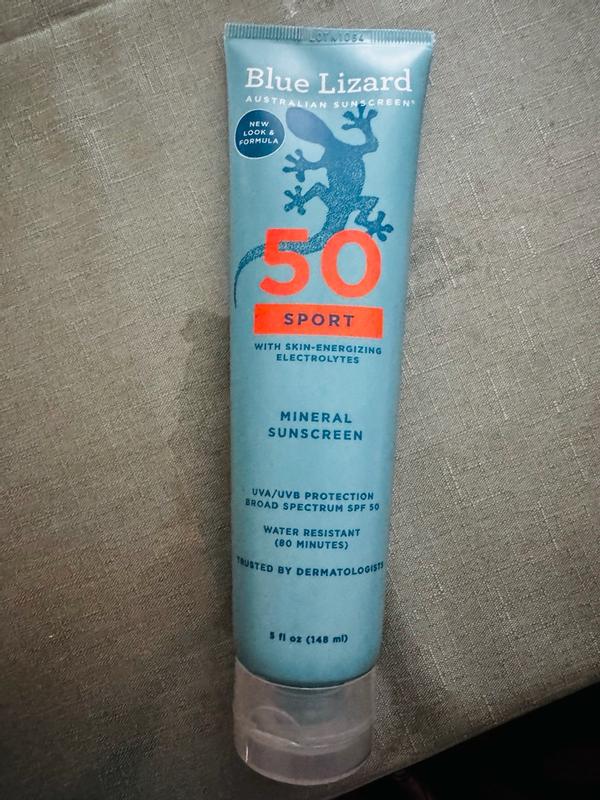 Blue Lizard
AUSTRALIAN SUNSCREEN®
NEW
LOOK &
FORMULA
50
SPORT
WITH SKIN-ENERGIZING
ELECTROLYTES
MINERAL
SUNSCREEN
UVA/UVB PROTECTION
BROAD SPECTRUM SPF 50
WATER RESISTANT
(80 MINUTES)
TRUSTED BY DERMATOLOGISTS
5 fl oz (148 ml)